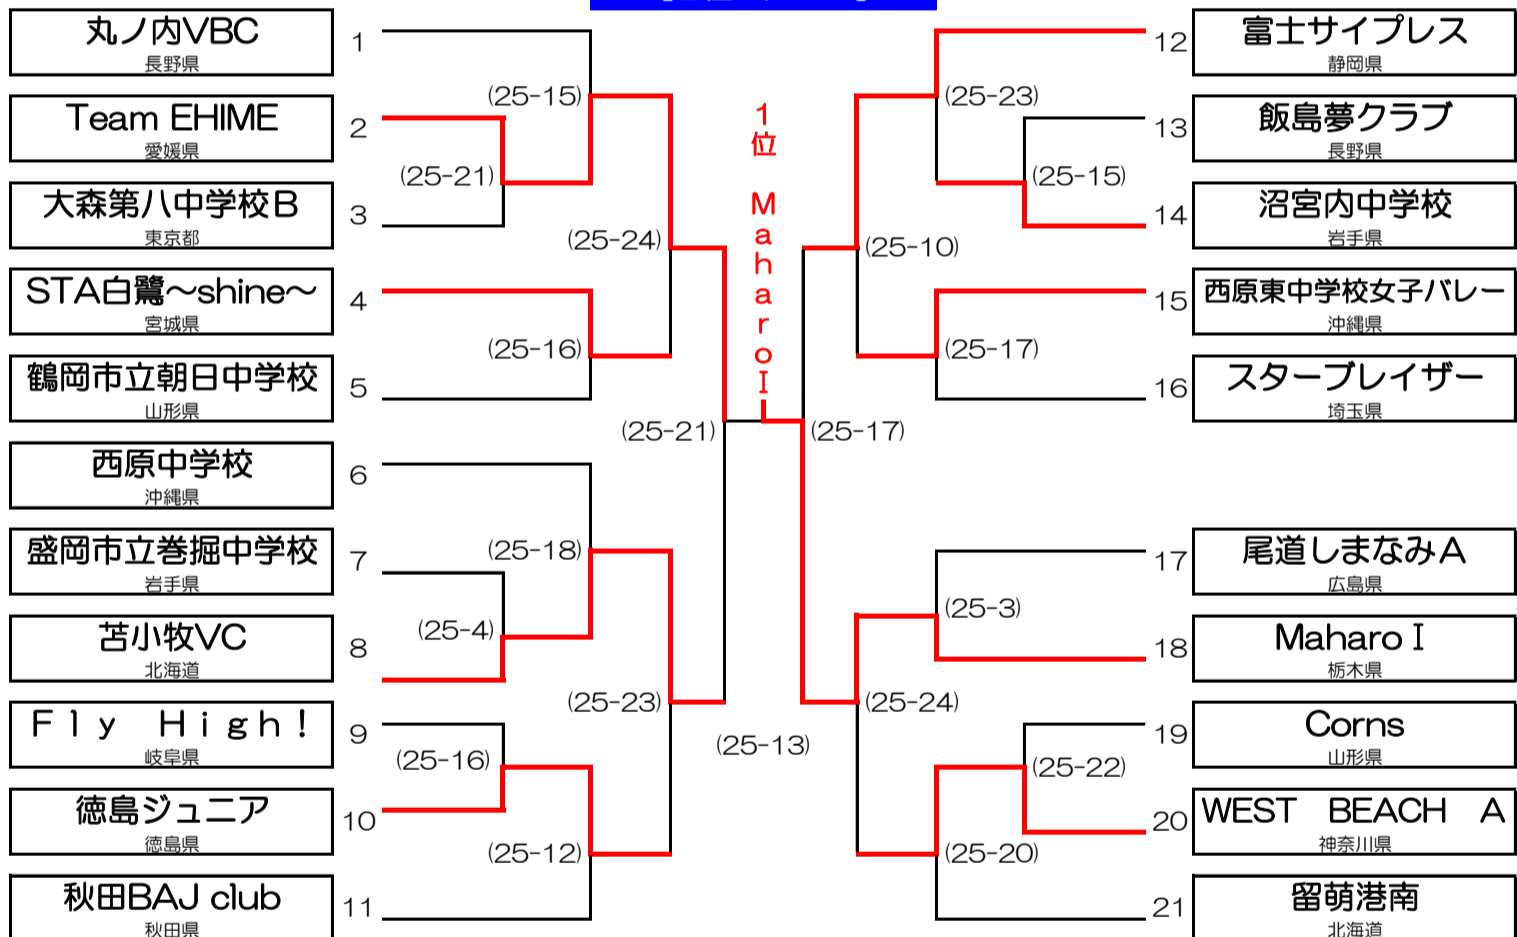 丸ノ内VBC
長野県
1
Team EHIME
愛媛県
2
大森第八中学校B
東京都
3
STA白鷺～shine～
宮城県
4
鶴岡市立朝日中学校
山形県
5
西原中学校
沖縄県
6
盛岡市立巻掘中学校
岩手県
7
苫小牧VC
北海道
8
Ｆｌｙ　Ｈｉｇｈ！
岐阜県
9
徳島ジュニア
徳島県
10
秋田BAJ club
秋田県
11
(25-15)
(25-21)
(25-24)
(25-16)
(25-21)
(25-18)
(25-4)
(25-23)
(25-16)
(25-12)
1位 MaharoⅠ
(25-13)
(25-23)
(25-15)
(25-10)
(25-17)
(25-17)
(25-3)
(25-24)
(25-22)
(25-20)
12
富士サイプレス
静岡県
13
飯島夢クラブ
長野県
14
沼宮内中学校
岩手県
15
西原東中学校女子バレー
沖縄県
16
スターブレイザー
埼玉県
17
尾道しまなみA
広島県
18
MaharoⅠ
栃木県
19
Corns
山形県
20
WEST　BEACH　A
神奈川県
21
留萌港南
北海道